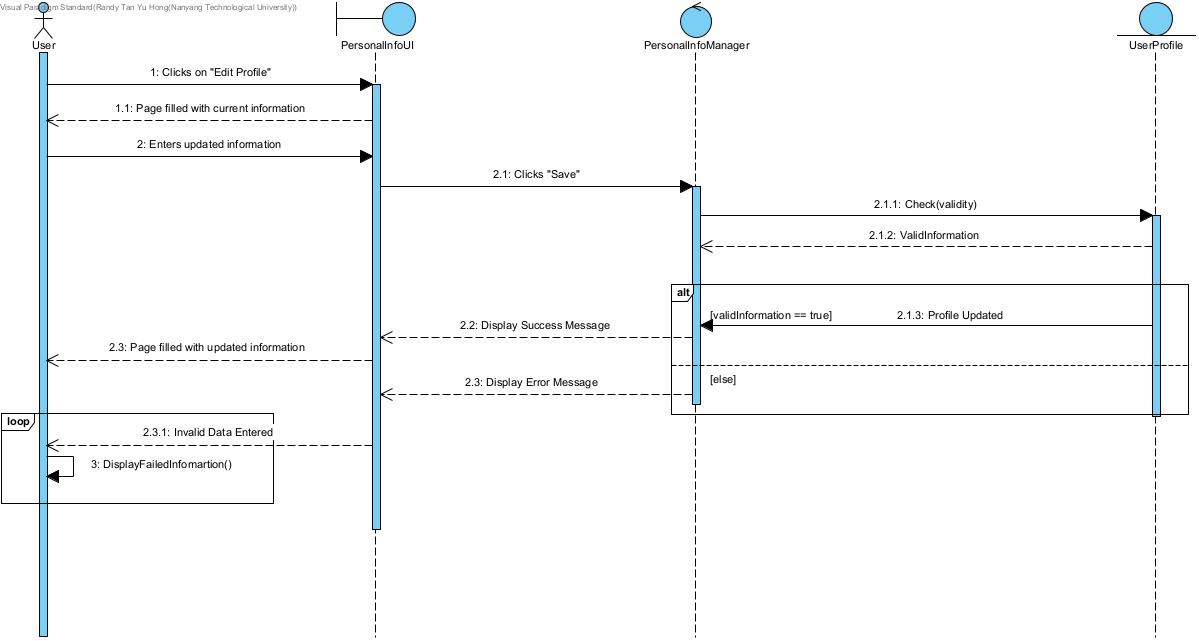 Visual Paradigm Standard(Randy Tan Yu Hong(Nanyang Technological University))
User
PersonalInfoUI
PersonalInfoManager
UserProfile
1: Clicks on "Edit Profile"
1.1: Page filled with current information
2: Enters updated information
2.1: Clicks "Save"
2.1.1: Check(validity)
2.1.2: ValidInformation
alt
[validInformation == true]
2.1.3: Profile Updated
2.2: Display Success Message
2.3: Page filled with updated information
[else]
2.3: Display Error Message
loop
2.3.1: Invalid Data Entered
3: DisplayFailedInfomartion()